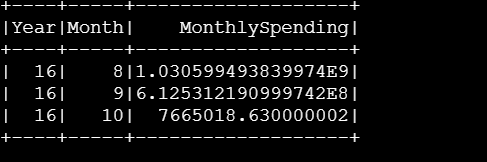 +----+-----+--------------------+
|Year|Month|     MonthlySpending|
+----+-----+--------------------+
|  16|    8|1.030599493839974E9|
|  16|    9|6.125312190999742E8|
|  16|   10|  7665018.630000002|
+----+-----+--------------------+